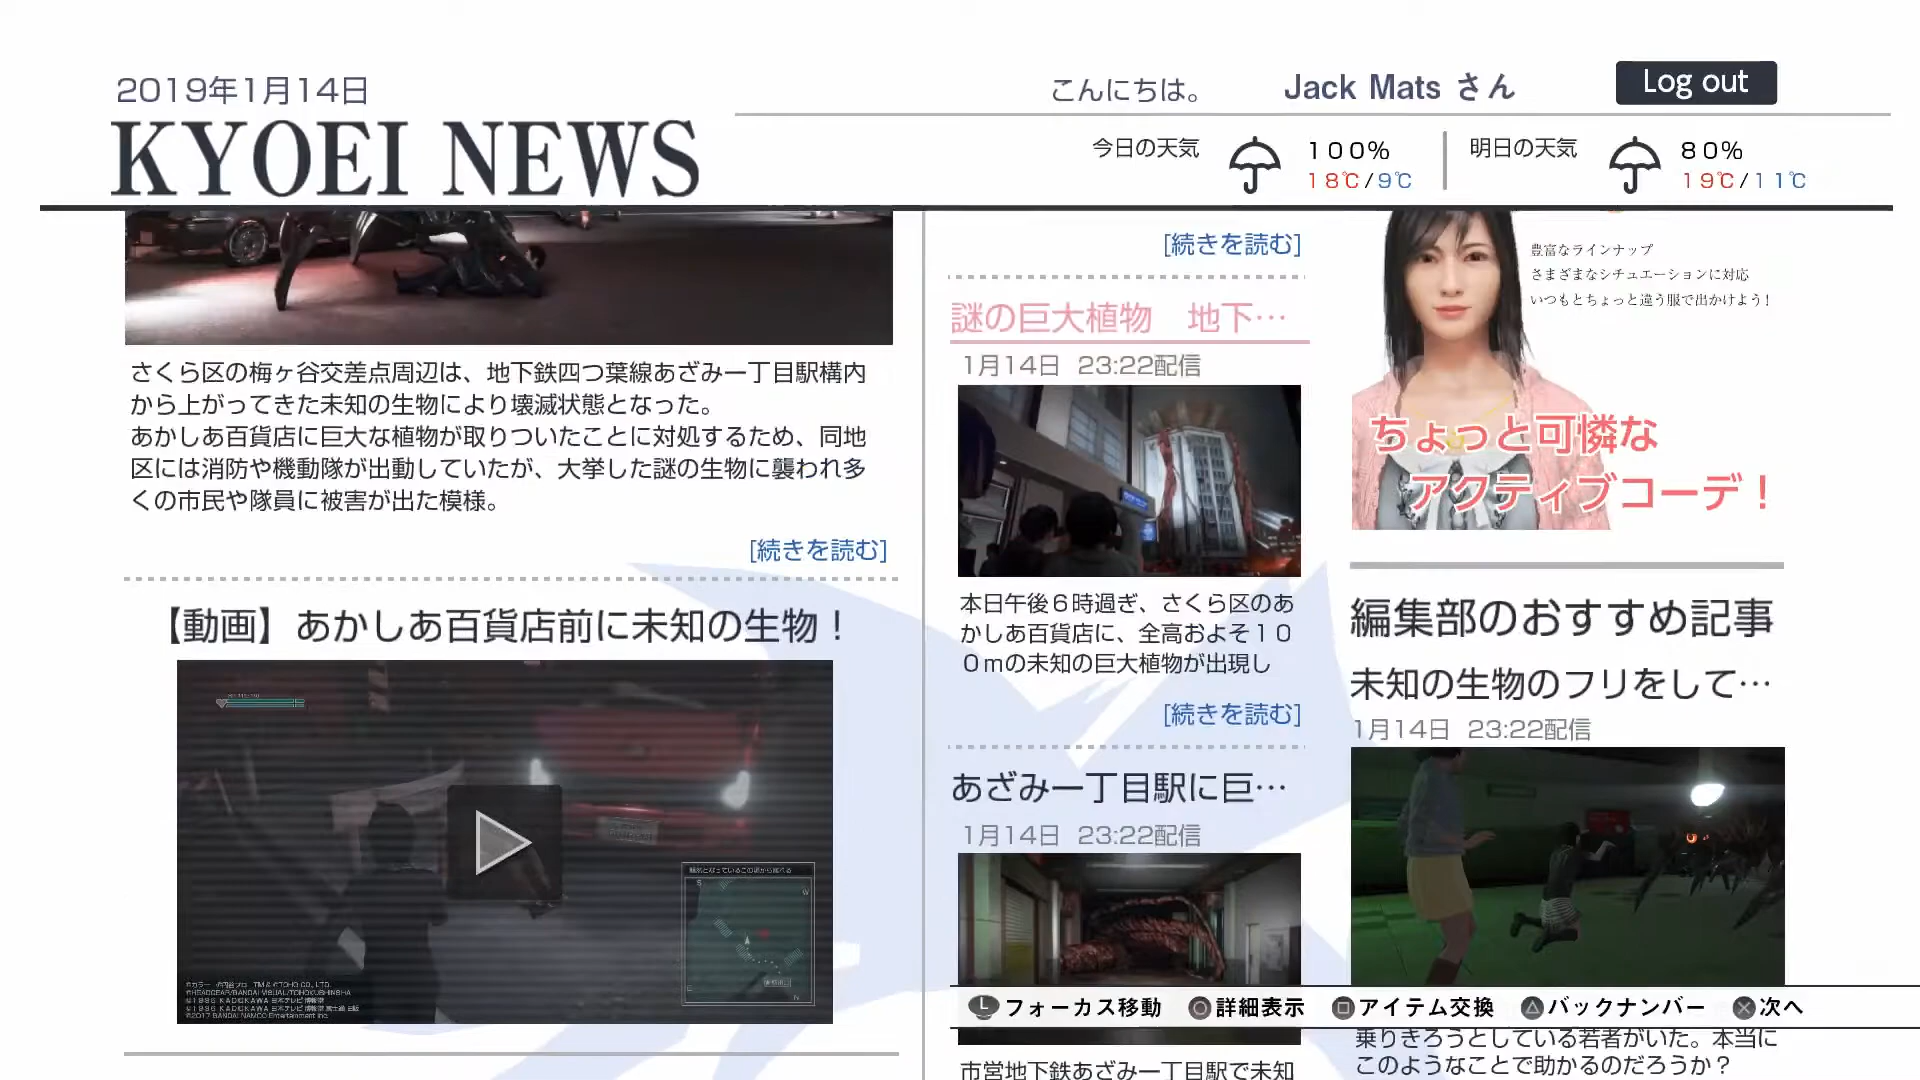 2019年1月14日
こんにちは。
Jack Mats さん
Log out
KYOEI NEWS
今日の天気
100%
18℃/9℃
明日の天気
80%
19℃/11℃
さくら区の梅ヶ谷交差点周辺は、地下鉄四つ葉線あざみ一丁目駅構内
から上がってきた未知の生物により壊滅状態となった。
あかしあ百貨店に巨大な植物が取りついたことに対処するため、同地
区には消防や機動隊が出動していたが、大挙した謎の生物に襲われ多
くの市民や隊員に被害が出た模様。
[続きを読む]
【動画】あかしあ百貨店前に未知の生物！
騒然となっているこの場から離れる
S
W
E
N
©2017 BANDAI NAMCO Entertainment Inc.
[続きを読む]
謎の巨大植物　地下…
1月14日 23:22配信
本日午後６時過ぎ、さくら区のあ
かしあ百貨店に、全高およそ１０
０ｍの未知の巨大植物が出現し
[続きを読む]
あざみ一丁目駅に巨…
1月14日 23:22配信
市営地下鉄あざみ一丁目駅で未知
豊富なラインナップ
さまざまなシチュエーションに対応
いつもとちょっと違う服で出かけよう！
ちょっと可憐な
アクティブコーデ！
編集部のおすすめ記事
未知の生物のフリをして…
1月14日 23:22配信
乗りきろうとしている若者がいた。本当に
このようなことで助かるのだろうか？
L フォーカス移動 ○詳細表示 □アイテム交換 △バックナンバー ×次へ